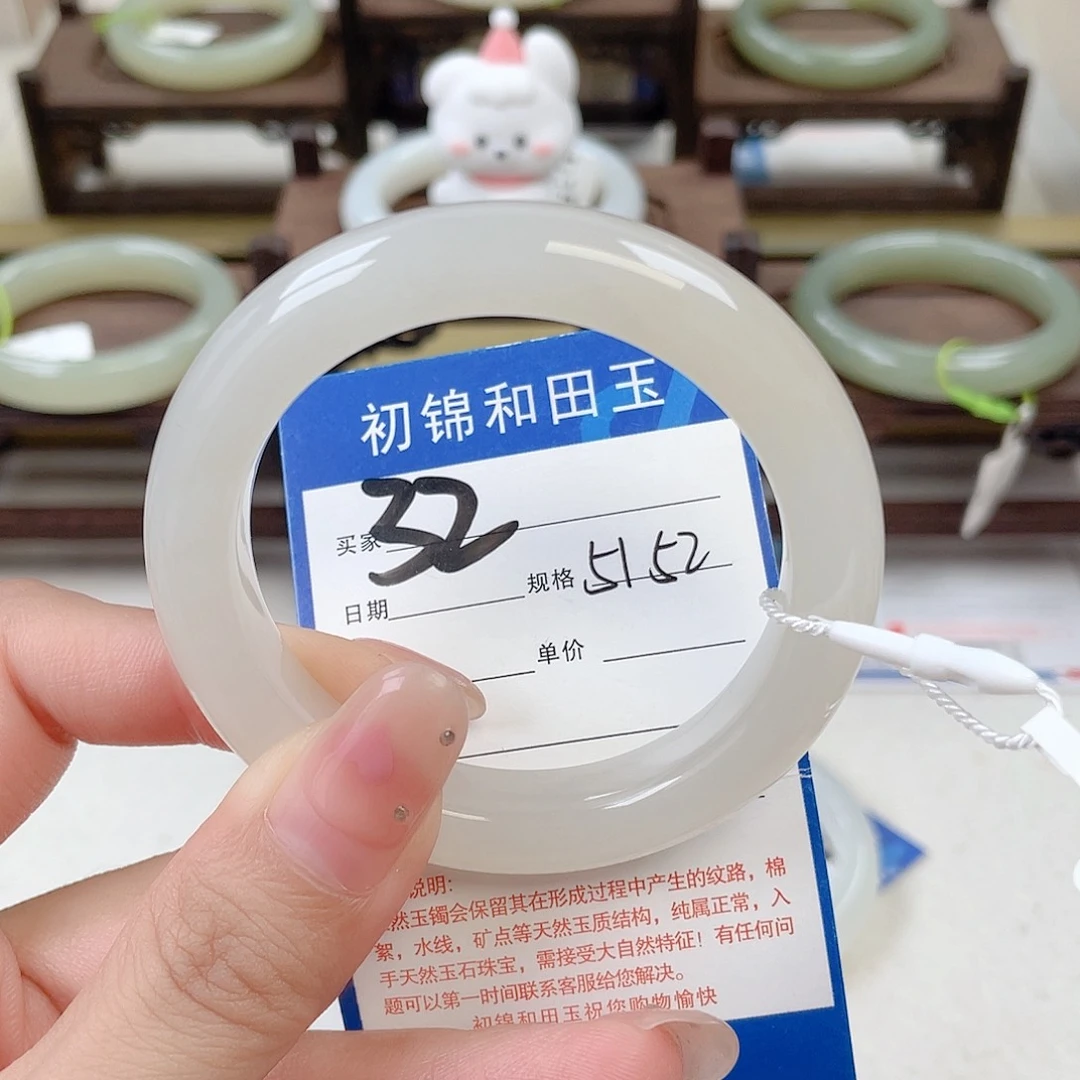 初锦和田玉
32
买家
规格 51 52
日期
单价
说明:
然玉镯会保留其在形成过程中产生的纹路，棉
絮，水线，矿点等天然玉质结构，纯属正常，入
手天然玉石珠宝，需接受大自然特征！有任何问
题可以第一时间联系客服给您解决。
初锦和田玉祝您购物愉快